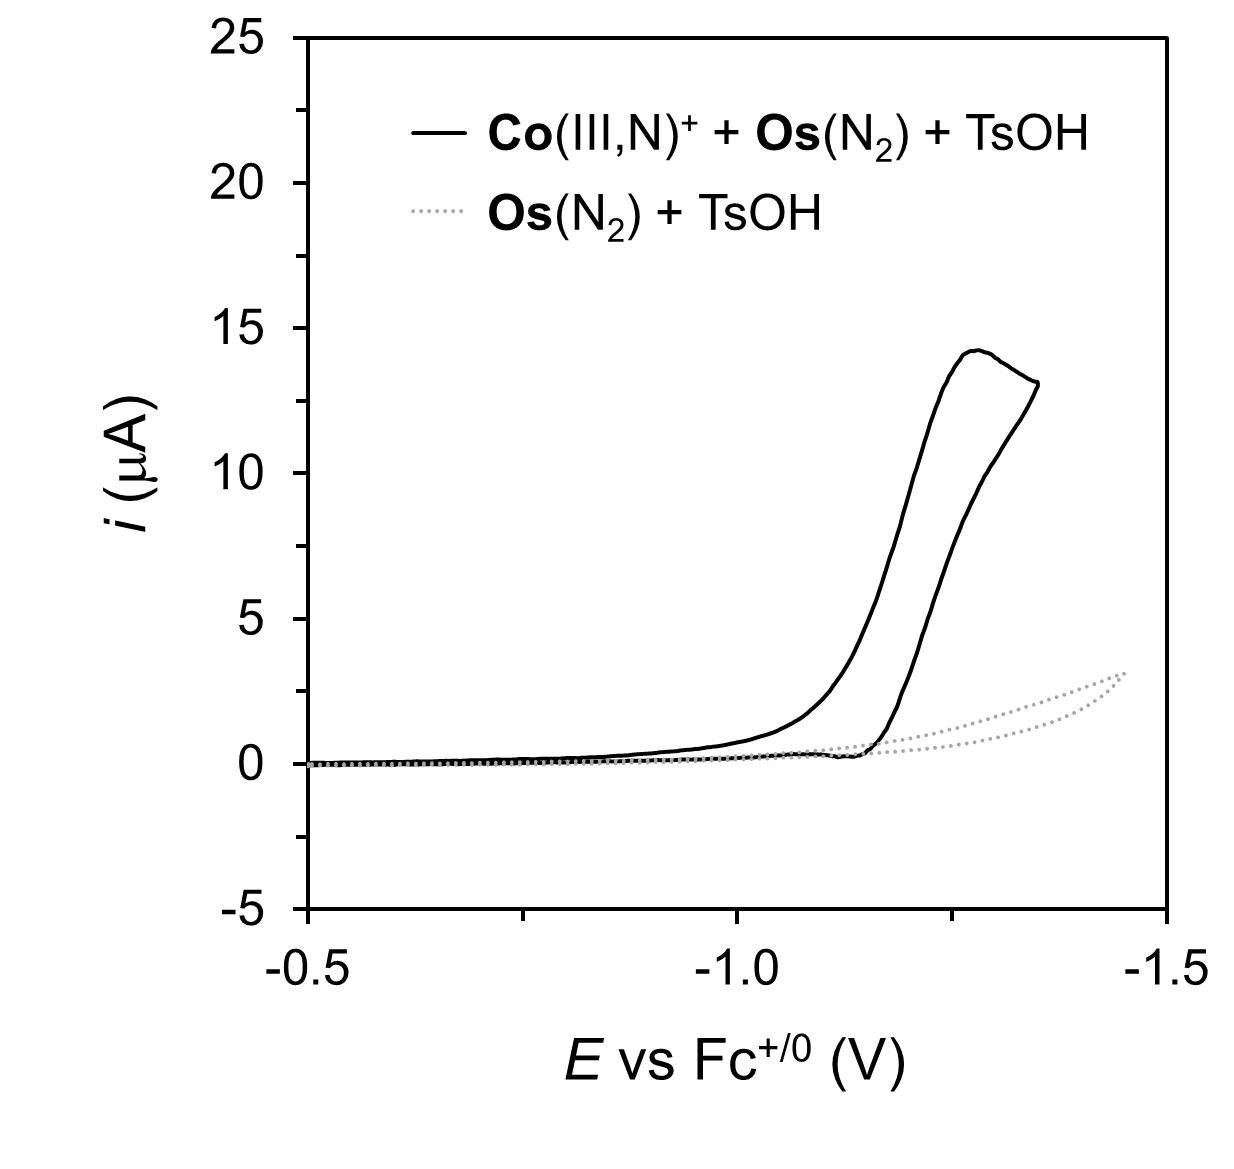 25
20
15
10
5
0
-5
Co(III,N)⁺ + Os(N₂) + TsOH
Os(N₂) + TsOH
i (μA)
-0.5 -1.0 -1.5
E vs Fc⁺/⁰ (V)